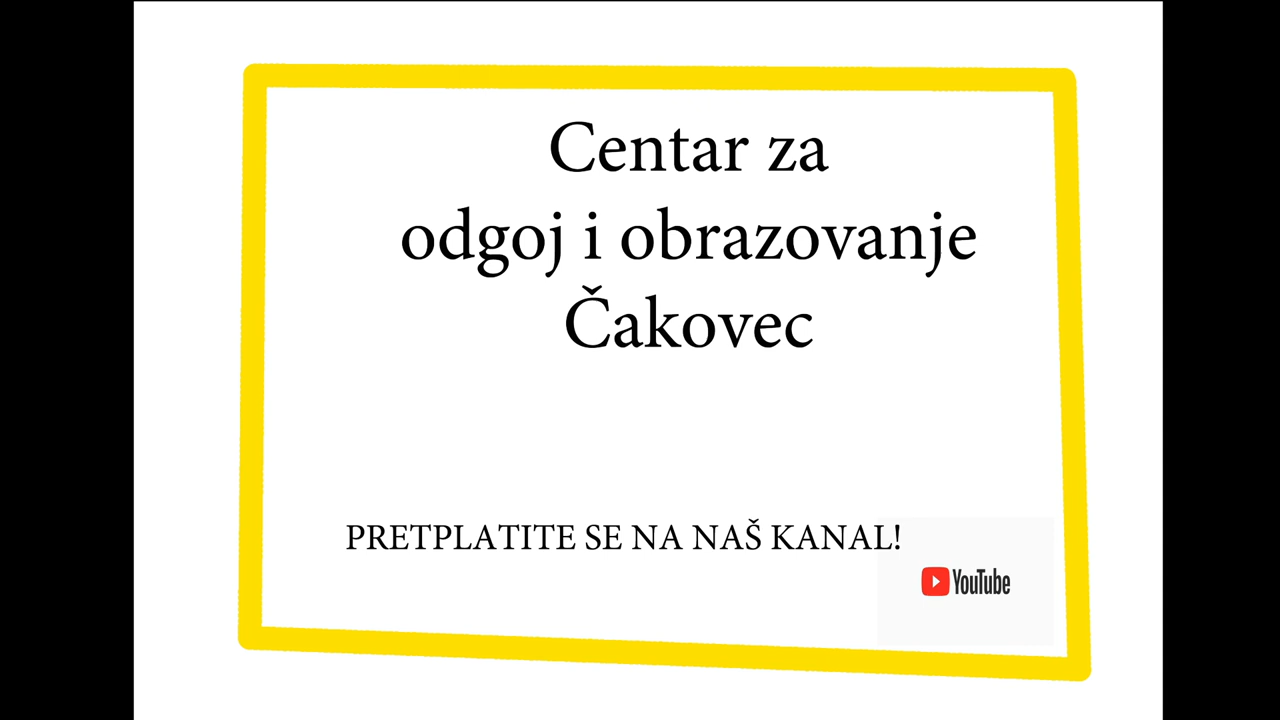 Centar za
odgoj i obrazovanje
Čakovec
PRETPLATITE SE NA NAŠ KANAL!
YouTube